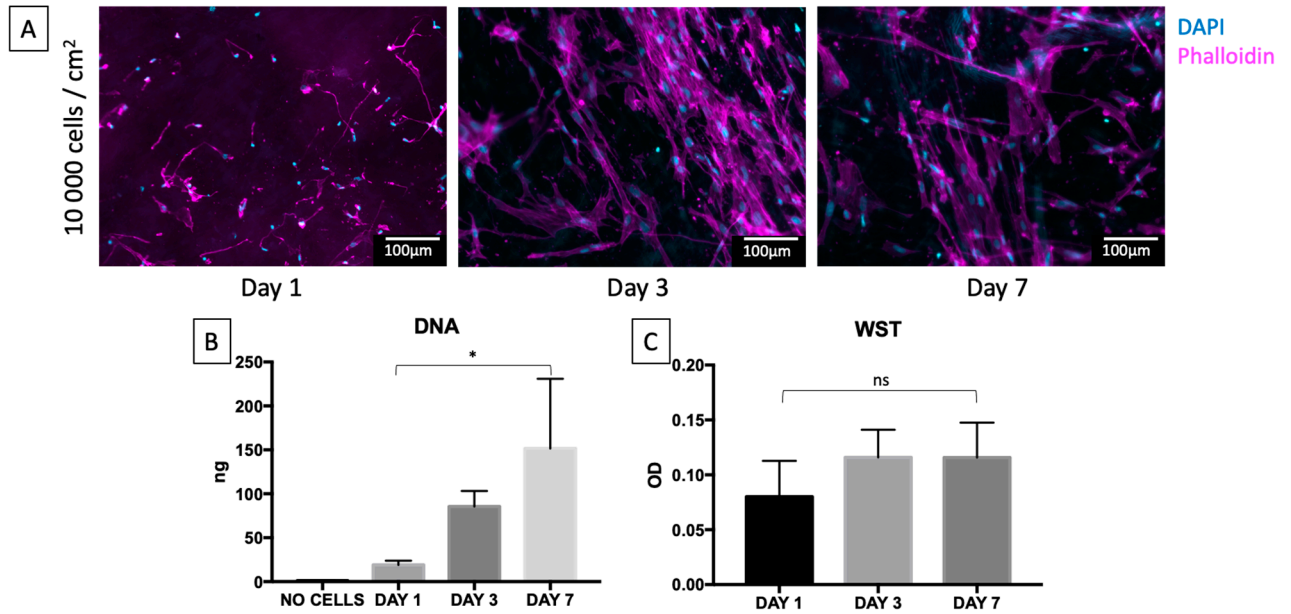 A
10 000 cells / cm²
DAPI
Phalloidin
100μm
100μm
100μm
Day 1
Day 3
Day 7
B
DNA
*
250
200
150
100
50
0
ng
NO CELLS DAY 1 DAY 3 DAY 7
C
WST
ns
0.20
0.15
0.10
0.05
0.00
OD
DAY 1 DAY 3 DAY 7